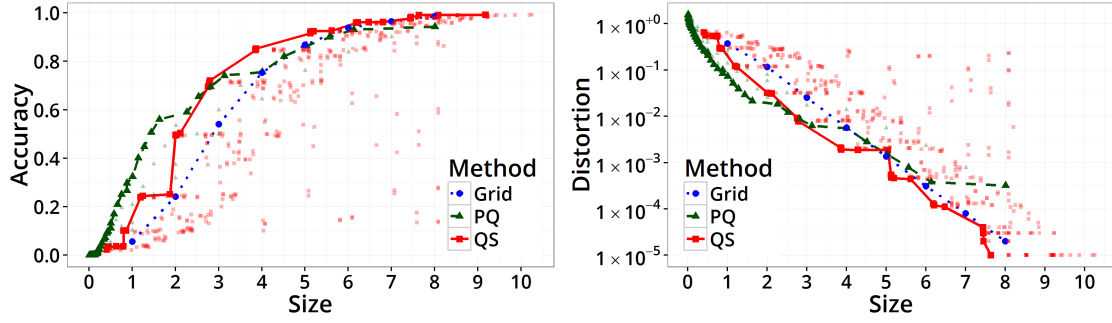 Accuracy
1.0
0.8
0.6
0.4
0.2
0.0
0 1 2 3 4 5 6 7 8 9 10
Size
Method
Grid
PQ
QS
Distortion
1 × 10⁺⁰
1 × 10⁻¹
1 × 10⁻²
1 × 10⁻³
1 × 10⁻⁴
1 × 10⁻⁵
0 1 2 3 4 5 6 7 8 9 10
Size
Method
Grid
PQ
QS